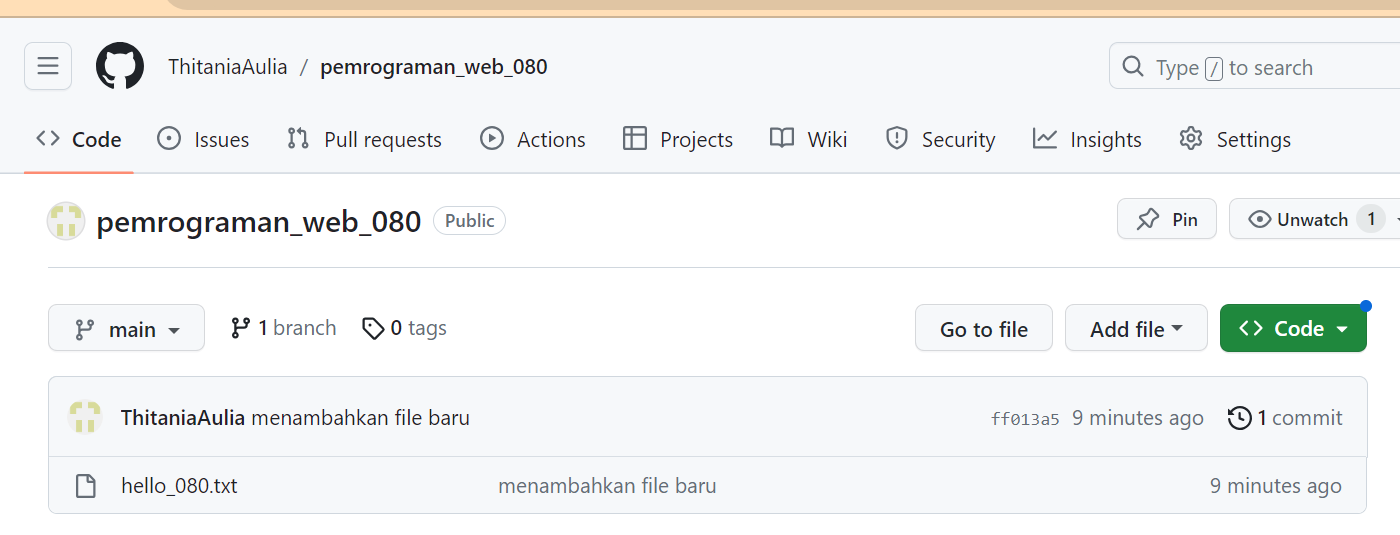 ThitaniaAulia / pemrograman_web_080
Type / to search
Code Issues Pull requests Actions Projects Wiki Security Insights Settings
pemrograman_web_080 Public
Pin Unwatch 1
main 1 branch 0 tags Go to file Add file Code
ThitaniaAulia menambahkan file baru ff013a5 9 minutes ago 1 commit
hello_080.txt menambahkan file baru 9 minutes ago